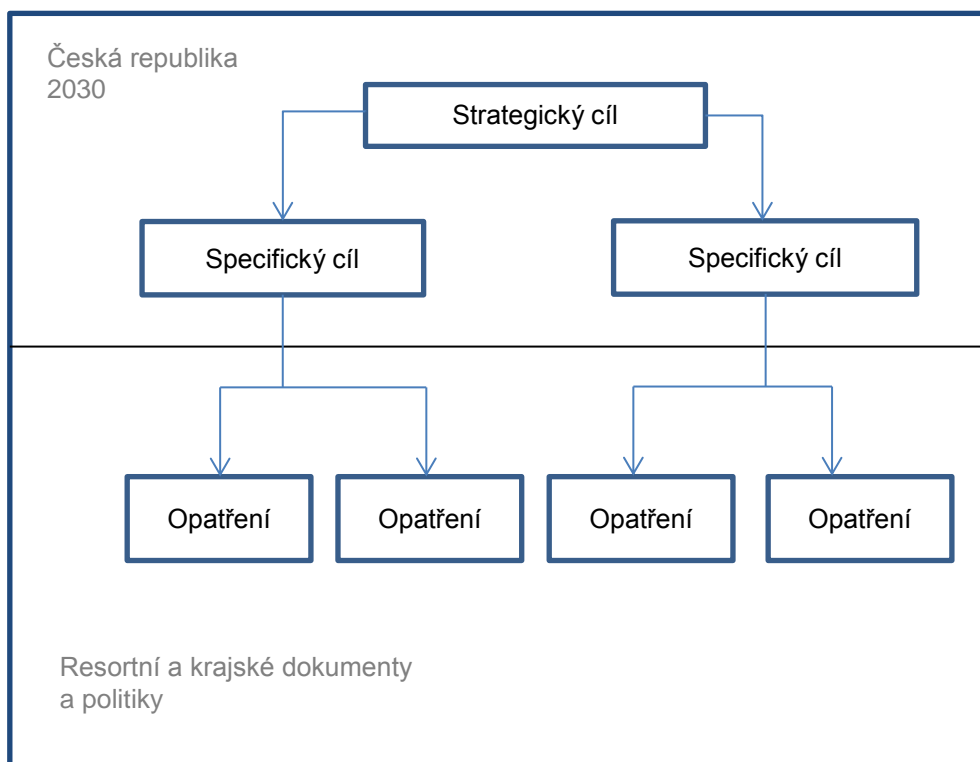 Česká republika
2030
Strategický cíl
Specifický cíl
Specifický cíl
Opatření
Opatření
Opatření
Opatření
Resortní a krajské dokumenty
a politiky